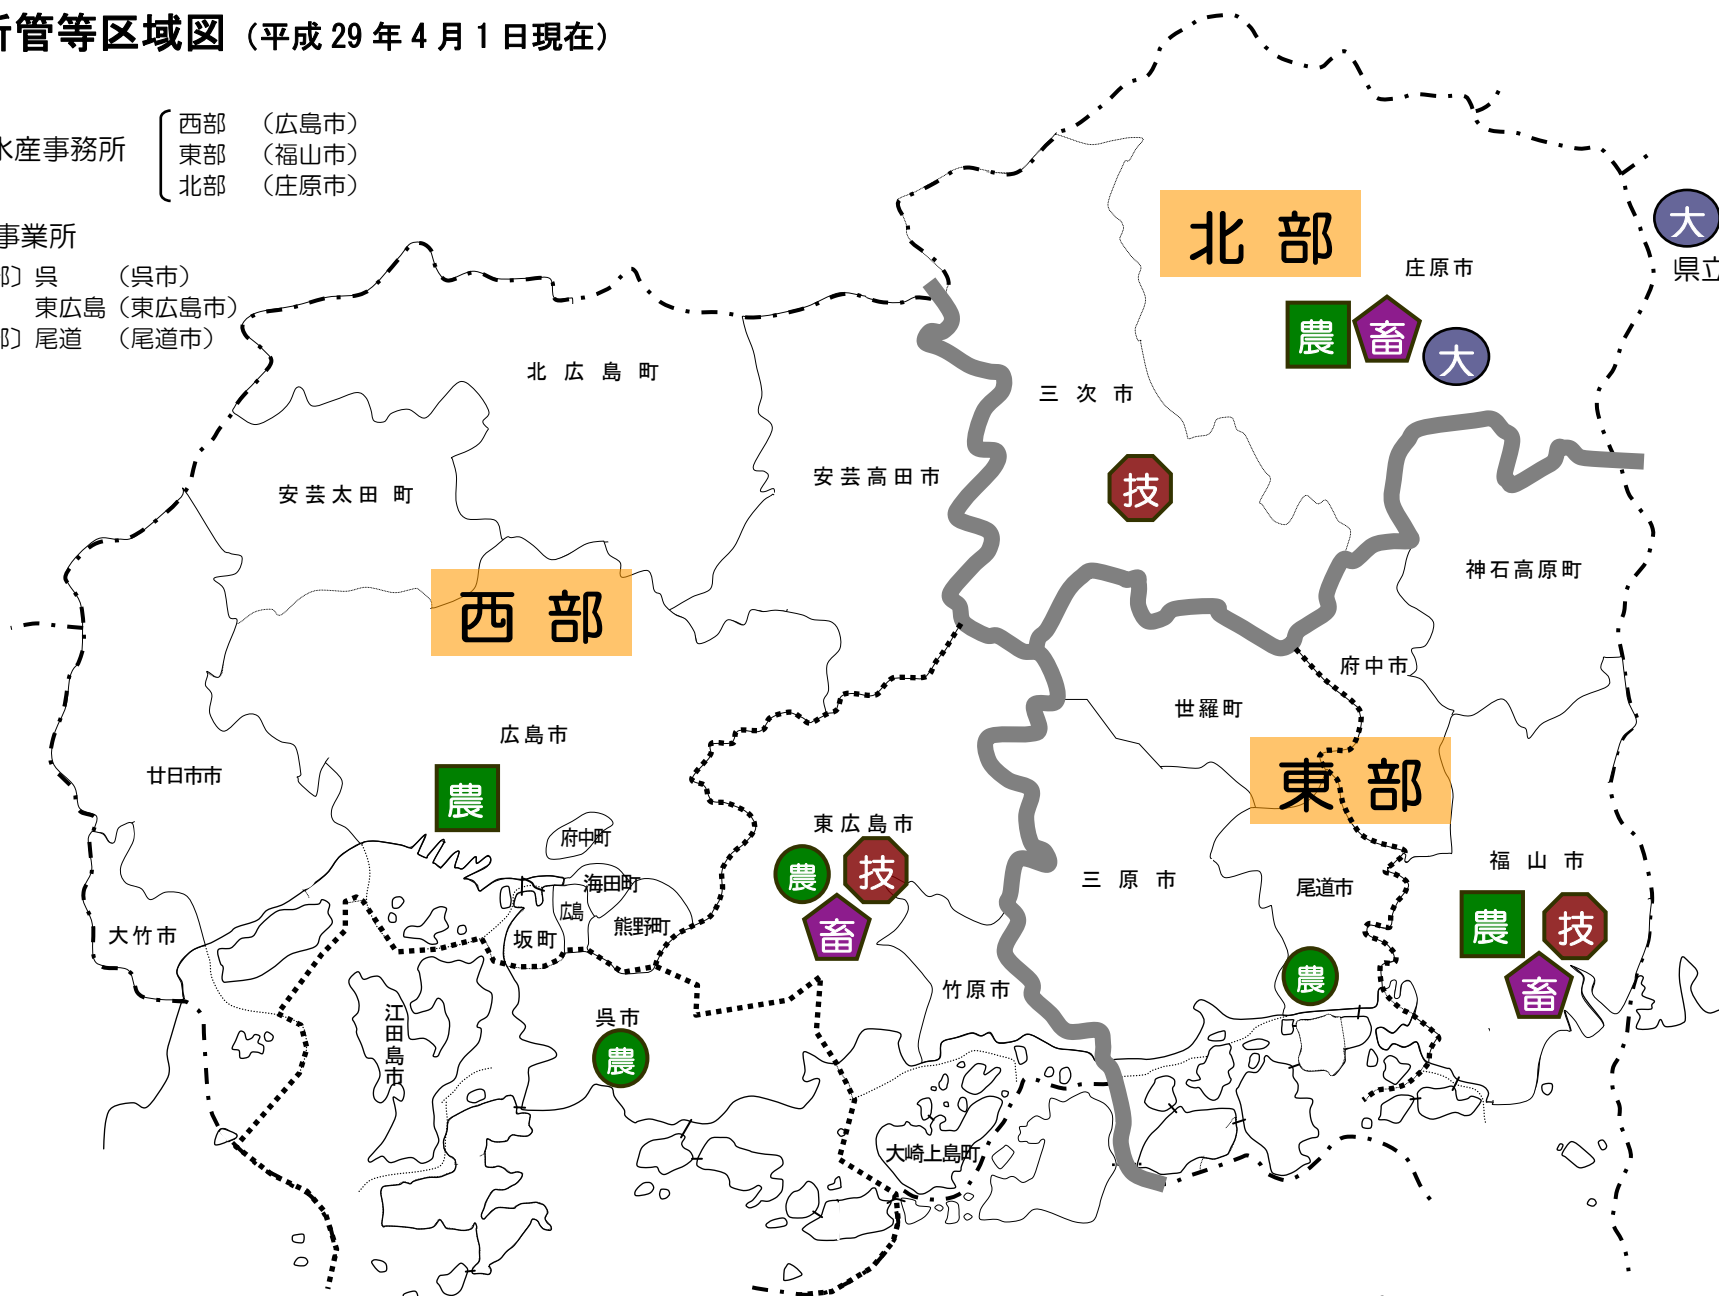 所管等区域図（平成 29 年 4 月 1 日現在）
水産事務所
西部 （広島市）
東部 （福山市）
北部 （庄原市）
事業所
部〕呉 （呉市）
東広島（東広島市）
部〕尾道 （尾道市）
大
県立
北 部
庄原市
農
畜
大
北 広 島 町
三 次 市
安芸高田市
安芸太田 町
技
神石高原町
西 部
府中市
世羅町
広島市
廿日市市
東 部
農
府中町
東広島市
海田町
農
技
三 原 市
福 山 市
尾道市
広島
熊野町
坂町
畜
大竹市
農
技
農
竹原市
畜
江田島市
呉市
農
大崎上島町